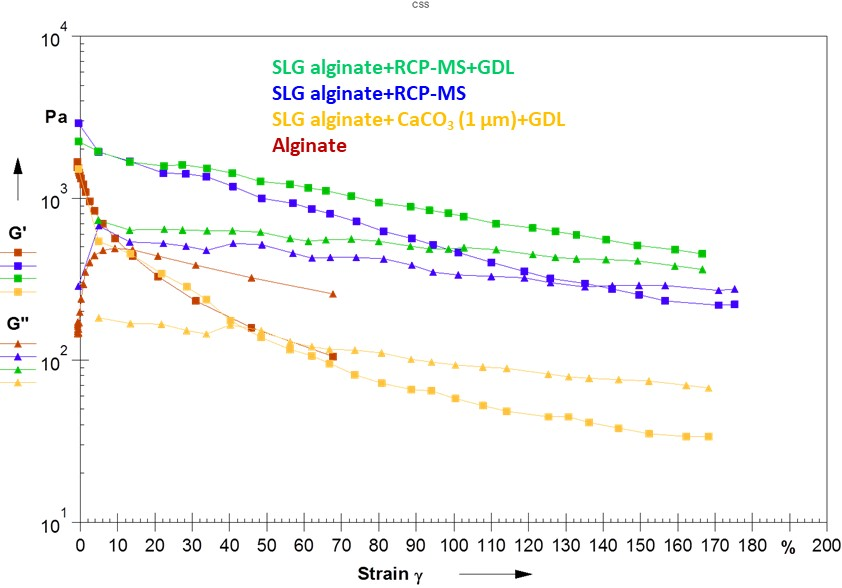 css
10⁴
SLG alginate+RCP-MS+GDL
SLG alginate+RCP-MS
SLG alginate+ CaCO₃ (1 µm)+GDL
Alginate
Pa
10³
G'
G"
10²
10¹
0 10 20 30 40 50 60 70 80 90 100 110 120 130 140 150 160 170 180 % 200
Strain γ